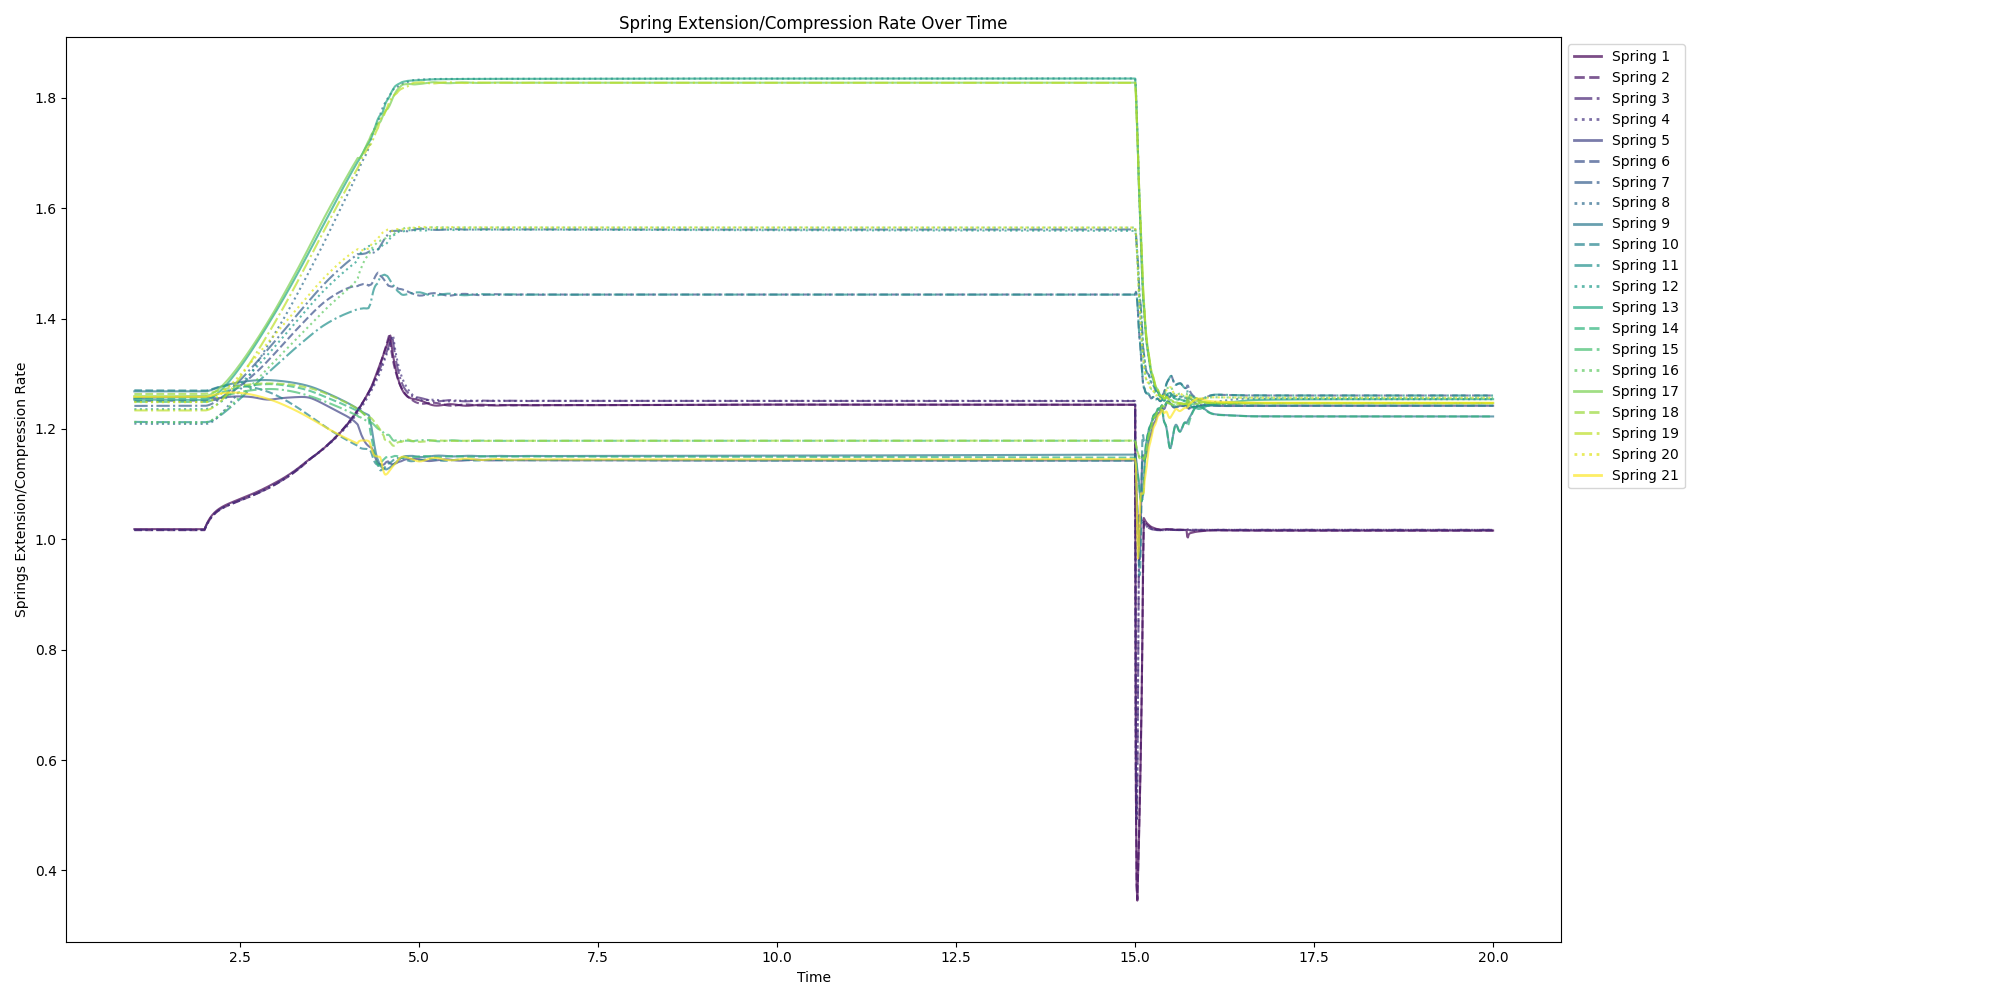 Spring Extension/Compression Rate Over Time
Springs Extension/Compression Rate
1.8
1.6
1.4
1.2
1.0
0.8
0.6
0.4
2.5
5.0
7.5
10.0
12.5
15.0
17.5
20.0
Time
Spring 1
Spring 2
Spring 3
Spring 4
Spring 5
Spring 6
Spring 7
Spring 8
Spring 9
Spring 10
Spring 11
Spring 12
Spring 13
Spring 14
Spring 15
Spring 16
Spring 17
Spring 18
Spring 19
Spring 20
Spring 21